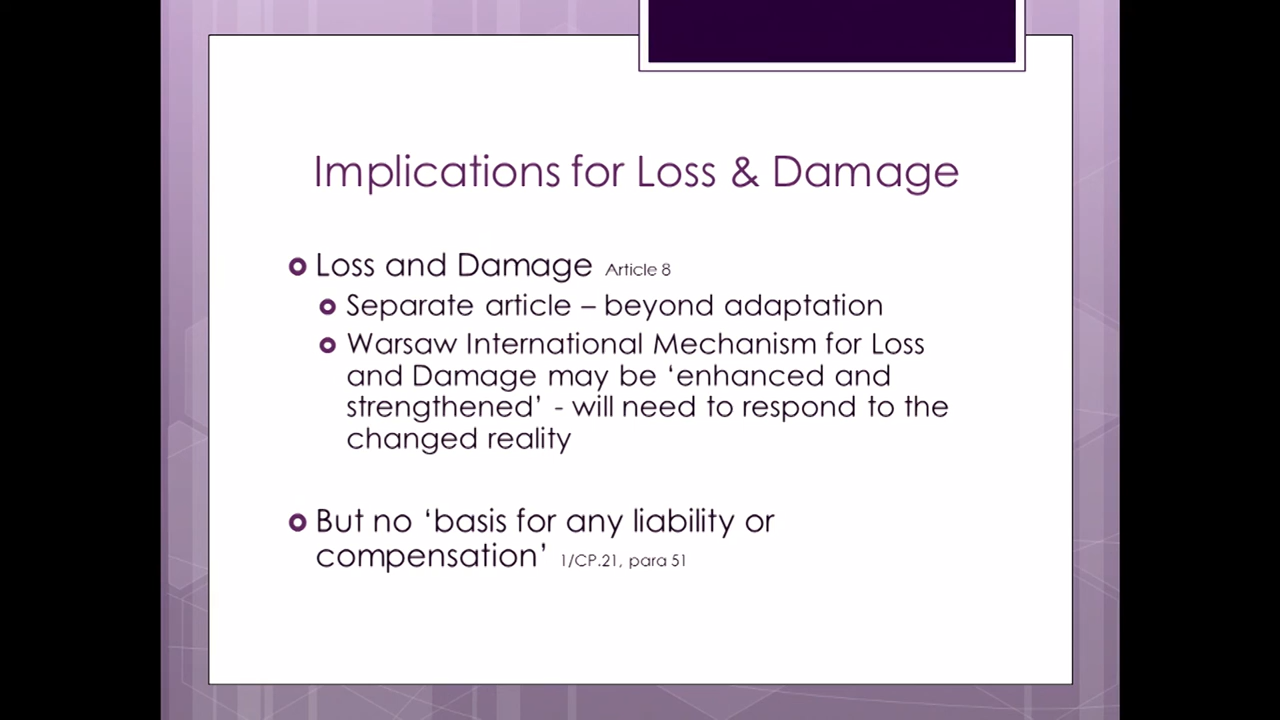 Implications for Loss & Damage
Loss and Damage Article 8
Separate article – beyond adaptation
Warsaw International Mechanism for Loss
and Damage may be ‘enhanced and
strengthened’ - will need to respond to the
changed reality
But no ‘basis for any liability or
compensation’ 1/CP.21, para 51